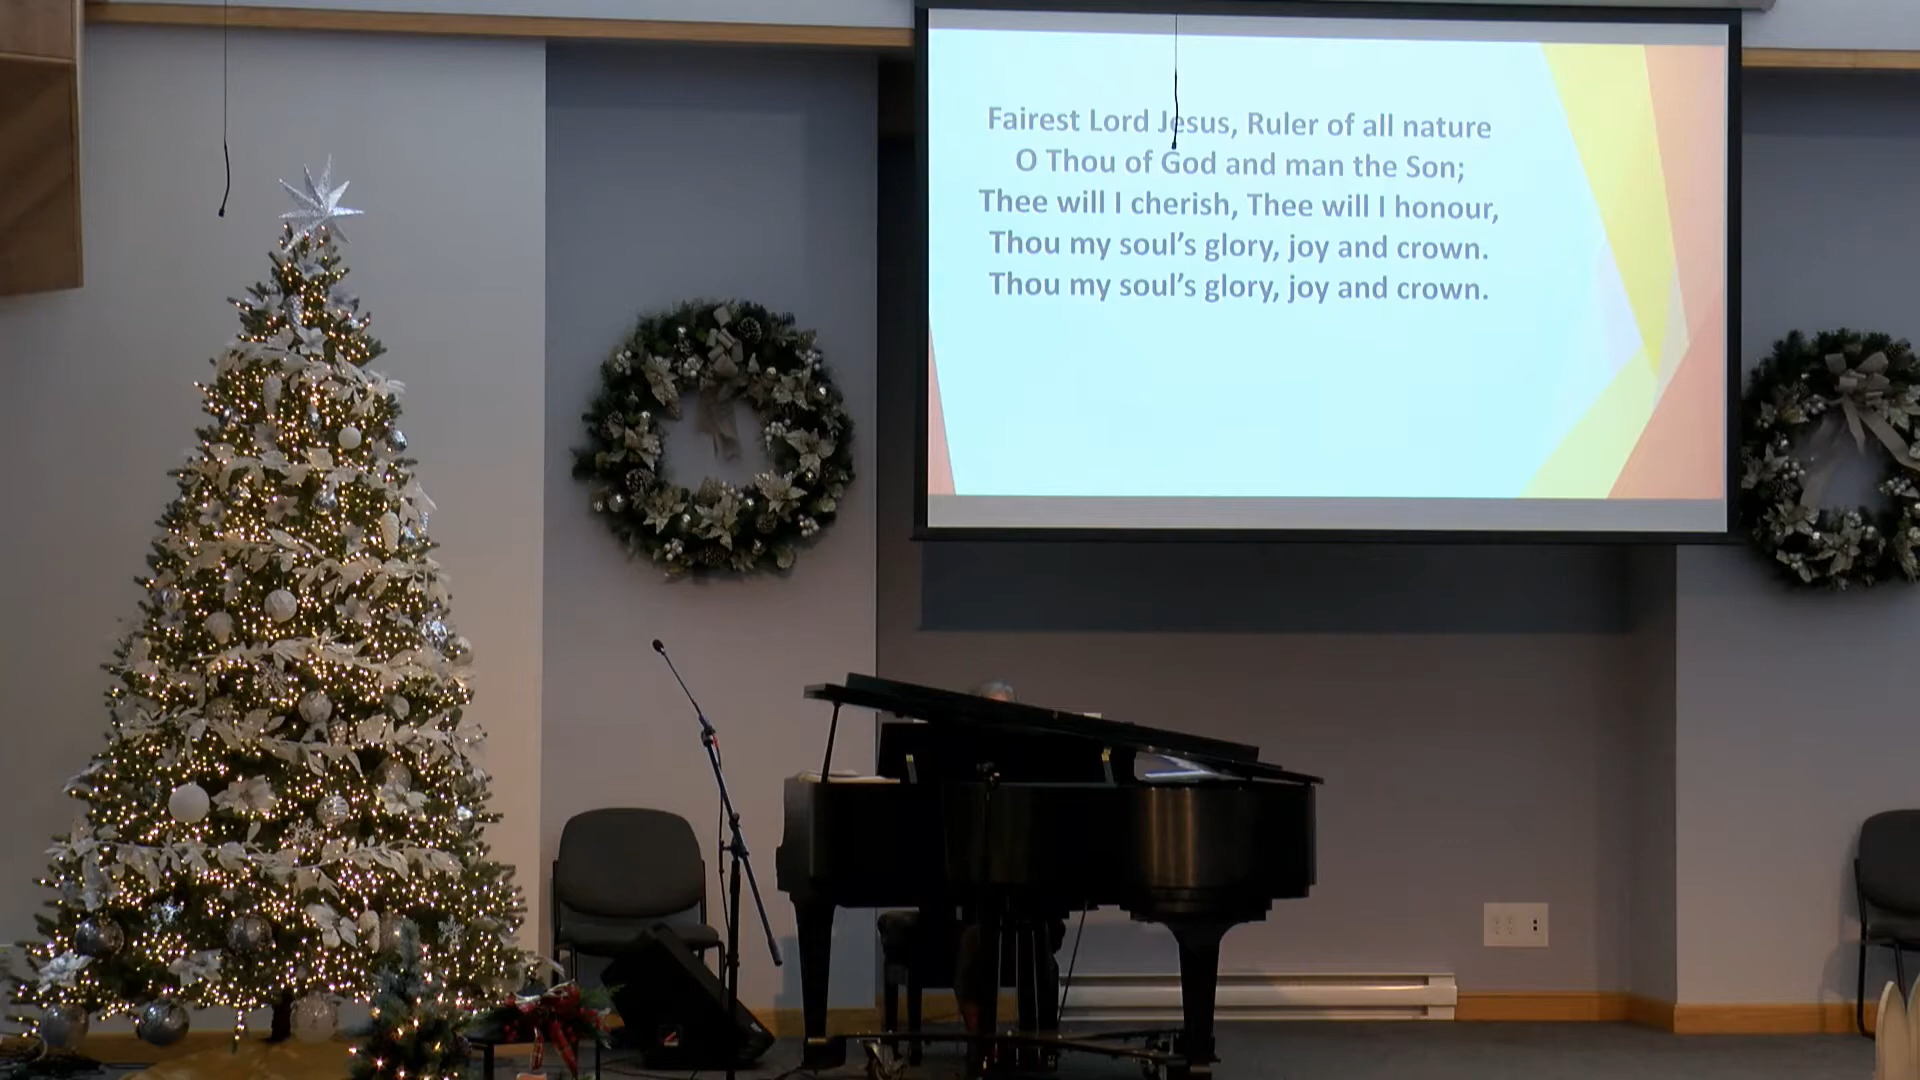 Fairest Lord Jesus, Ruler of all nature
O Thou of God and man the Son;
Thee will I cherish, Thee will I honour,
Thou my soul’s glory, joy and crown.
Thou my soul’s glory, joy and crown.